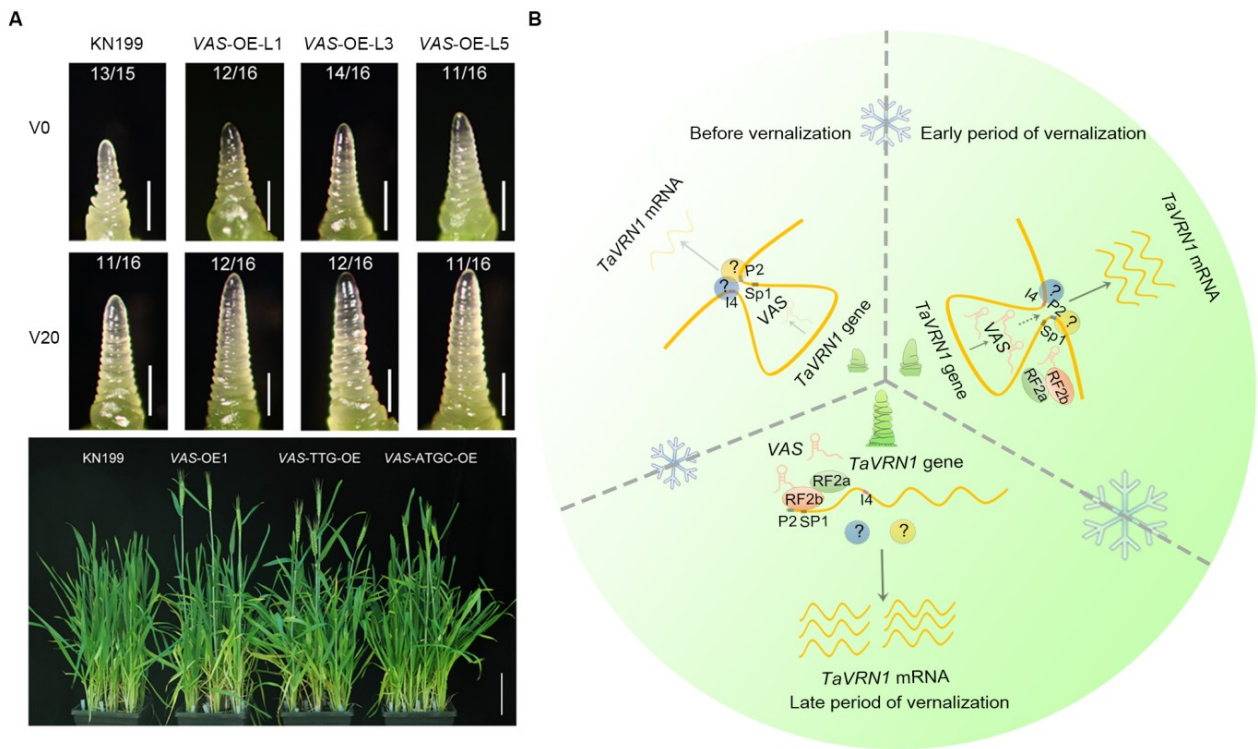 A
KN199 VAS-OE-L1 VAS-OE-L3 VAS-OE-L5
V0
13/15 12/16 14/16 11/16
V20
11/16 12/16 12/16 11/16
KN199 VAS-OE1 VAS-TTG-OE VAS-ATGC-OE
B
Before vernalization
TaVRN1 mRNA
?
P2
?
Sp1
I4
VAS
TaVRN1 gene
Early period of vernalization
TaVRN1 mRNA
I4
?
P2
?
Sp1
VAS
TaVRN1 gene
RF2a
RF2b
VAS
TaVRN1 gene
RF2a
RF2b
I4
P2 SP1
? ?
TaVRN1 mRNA
Late period of vernalization